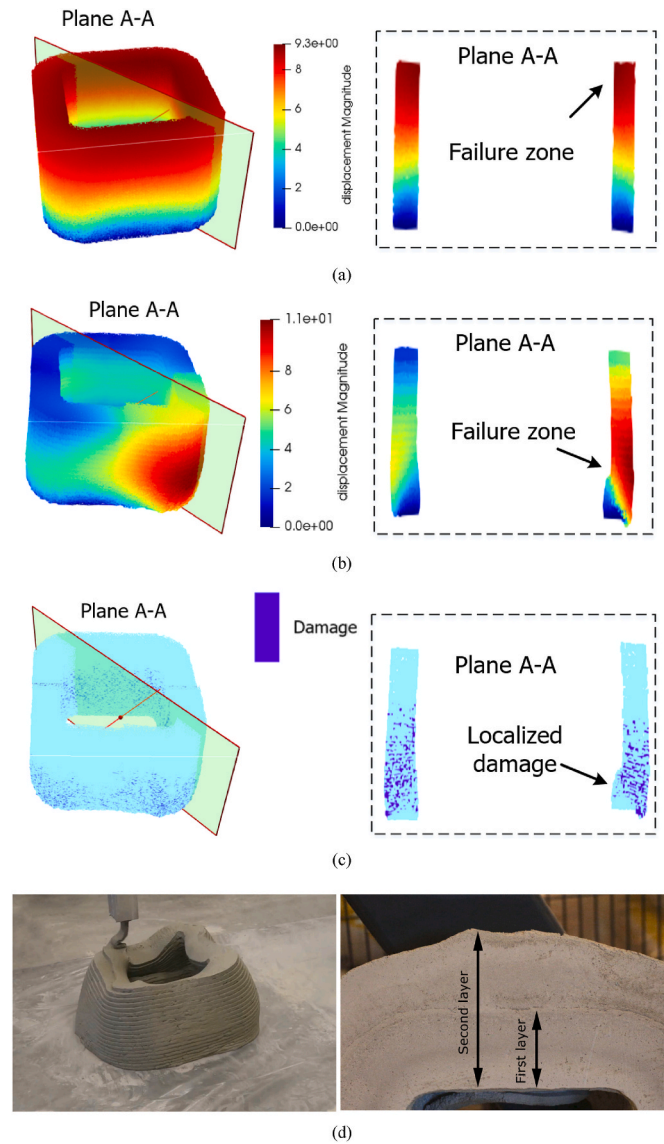 Plane A-A
9.3e+00
8
6
4
2
0.0e+00
displacement Magnitude
Plane A-A
Failure zone
(a)
Plane A-A
1.1e+01
8
6
4
2
0.0e+00
displacement Magnitude
Plane A-A
Failure zone
(b)
Plane A-A
Damage
Plane A-A
Localized
damage
(c)
Second layer
First layer
(d)